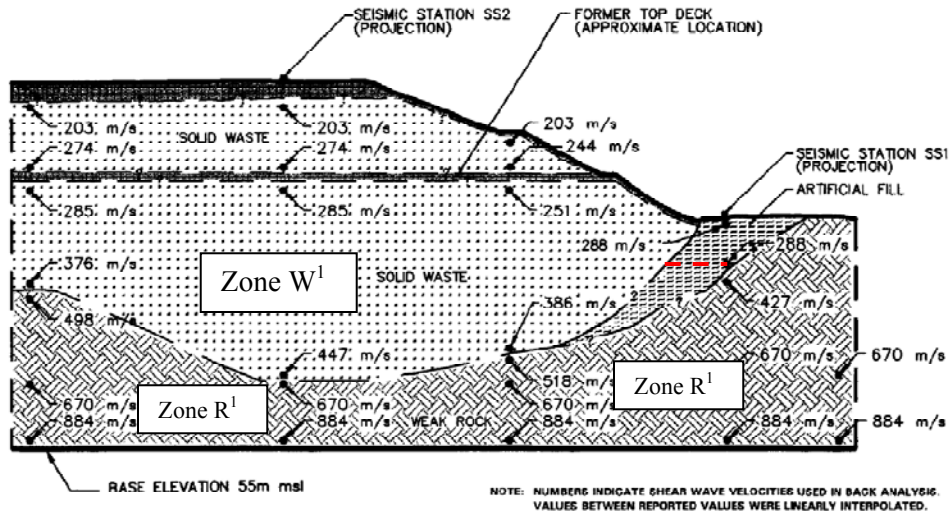 SEISMIC STATION SS2
(PROJECTION)
FORMER TOP DECK
(APPROXIMATE LOCATION)
203 m/s
SOLID WASTE
203 m/s
203 m/s
274 m/s
274 m/s
244 m/s
SEISMIC STATION SS1
(PROJECTION)
ARTIFICIAL FILL
285 m/s
285 m/s
251 m/s
288 m/s
288 m/s
376 m/s
Zone W¹
SOLID WASTE
498 m/s
386 m/s
427 m/s
447 m/s
670 m/s
670 m/s
518 m/s
Zone R¹
Zone R¹
670 m/s
670 m/s
670 m/s
884 m/s
884 m/s
WEAK ROCK
884 m/s
884 m/s
884 m/s
BASE ELEVATION 55m msl
NOTE: NUMBERS INDICATE SHEAR WAVE VELOCITIES USED IN BACK ANALYSIS.
VALUES BETWEEN REPORTED VALUES WERE LINEARLY INTERPOLATED.